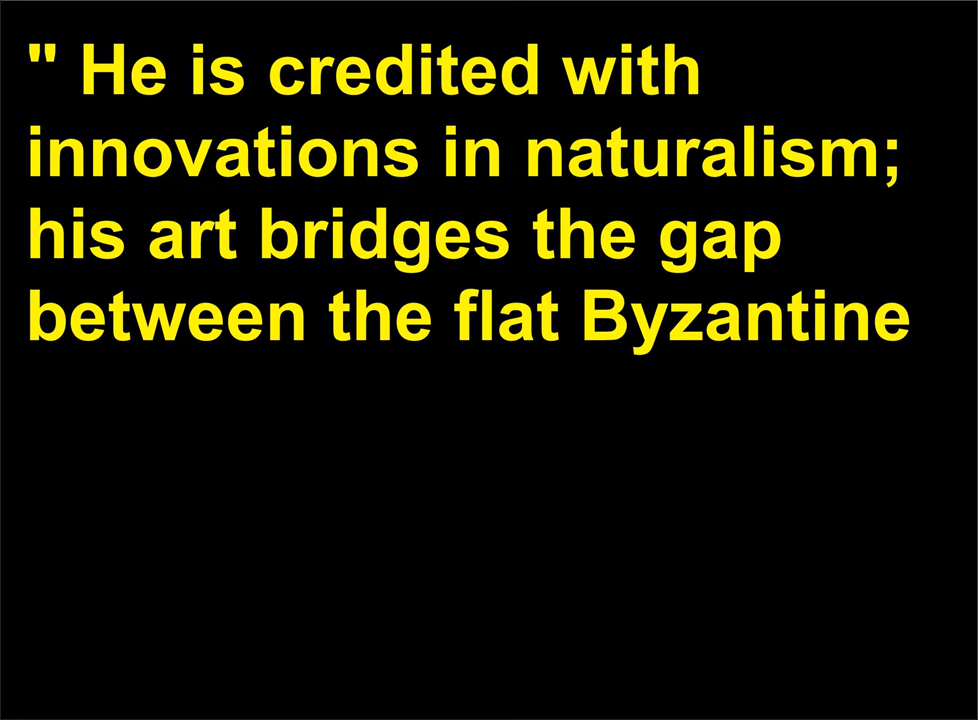 " He is credited with
innovations in naturalism;
his art bridges the gap
between the flat Byzantine